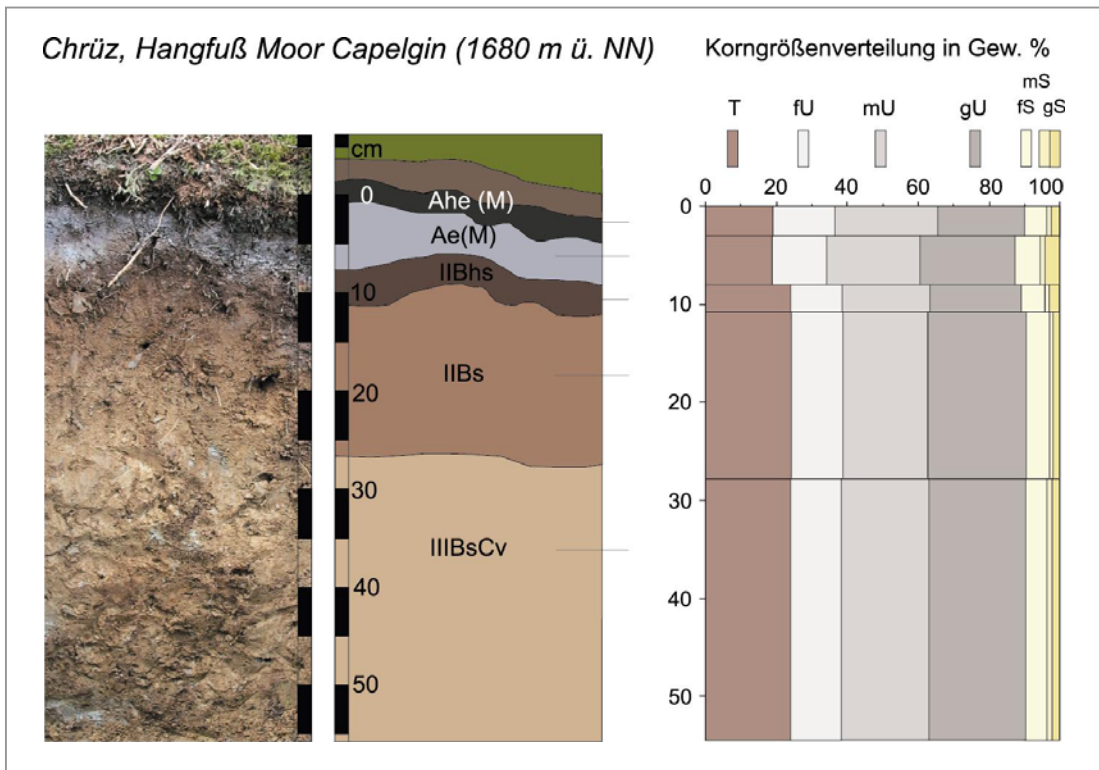 Chrüz, Hangfuß Moor Capelgin (1680 m ü. NN)
Korngrößenverteilung in Gew. %
mS
T fU mU gU fS gS
0 20 40 60 80 100
cm
0
Ahe (M)
Ae(M)
IIBhs
10
IIBs
20
30
IIIBsCv
40
50
0
10
20
30
40
50